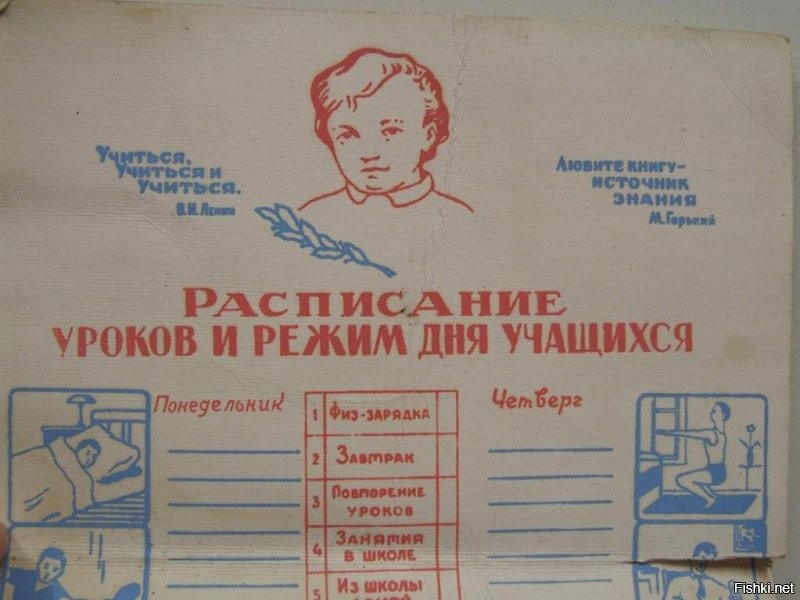 Учиться,
Учиться и
Учиться.
В.И. Ленин
Любите книгу-
источник
знания
М. Горький
Расписание
уроков и режим дня учащихся
Понедельник
Четверг
1 Физ-зарядка
2 Завтрак
3 Повторение
уроков
4 Занятия
в школе
5 Из школы
домой
Fishki.net